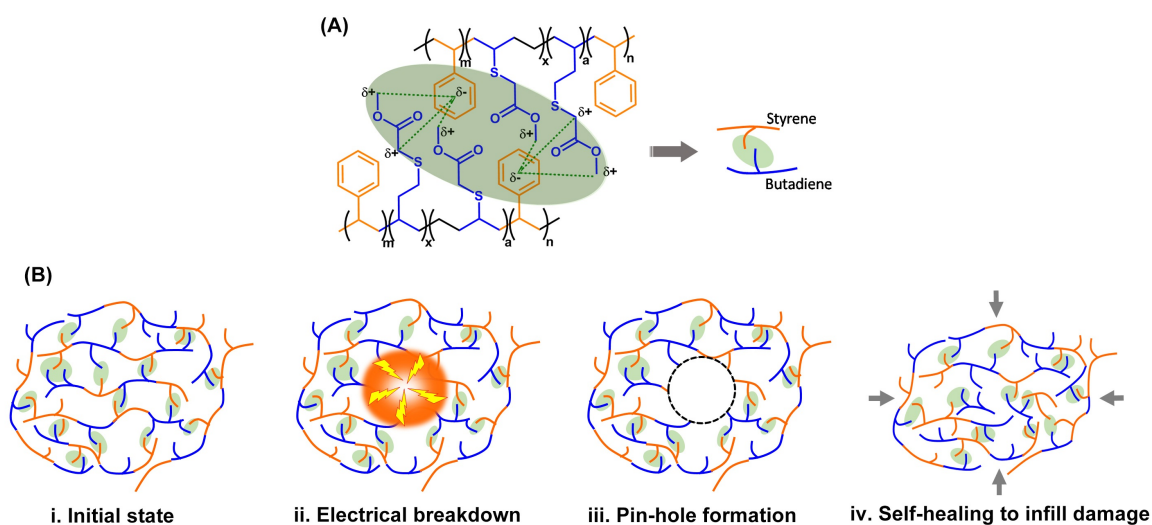 (A)
m x a n
S
S
O
O
O
O
δ+ δ-
δ+
δ+
δ+
δ+
δ-
δ+
O
O
O
O
S
S
m x a n
Styrene
Butadiene
(B)
i. Initial state
ii. Electrical breakdown
iii. Pin-hole formation
iv. Self-healing to infill damage